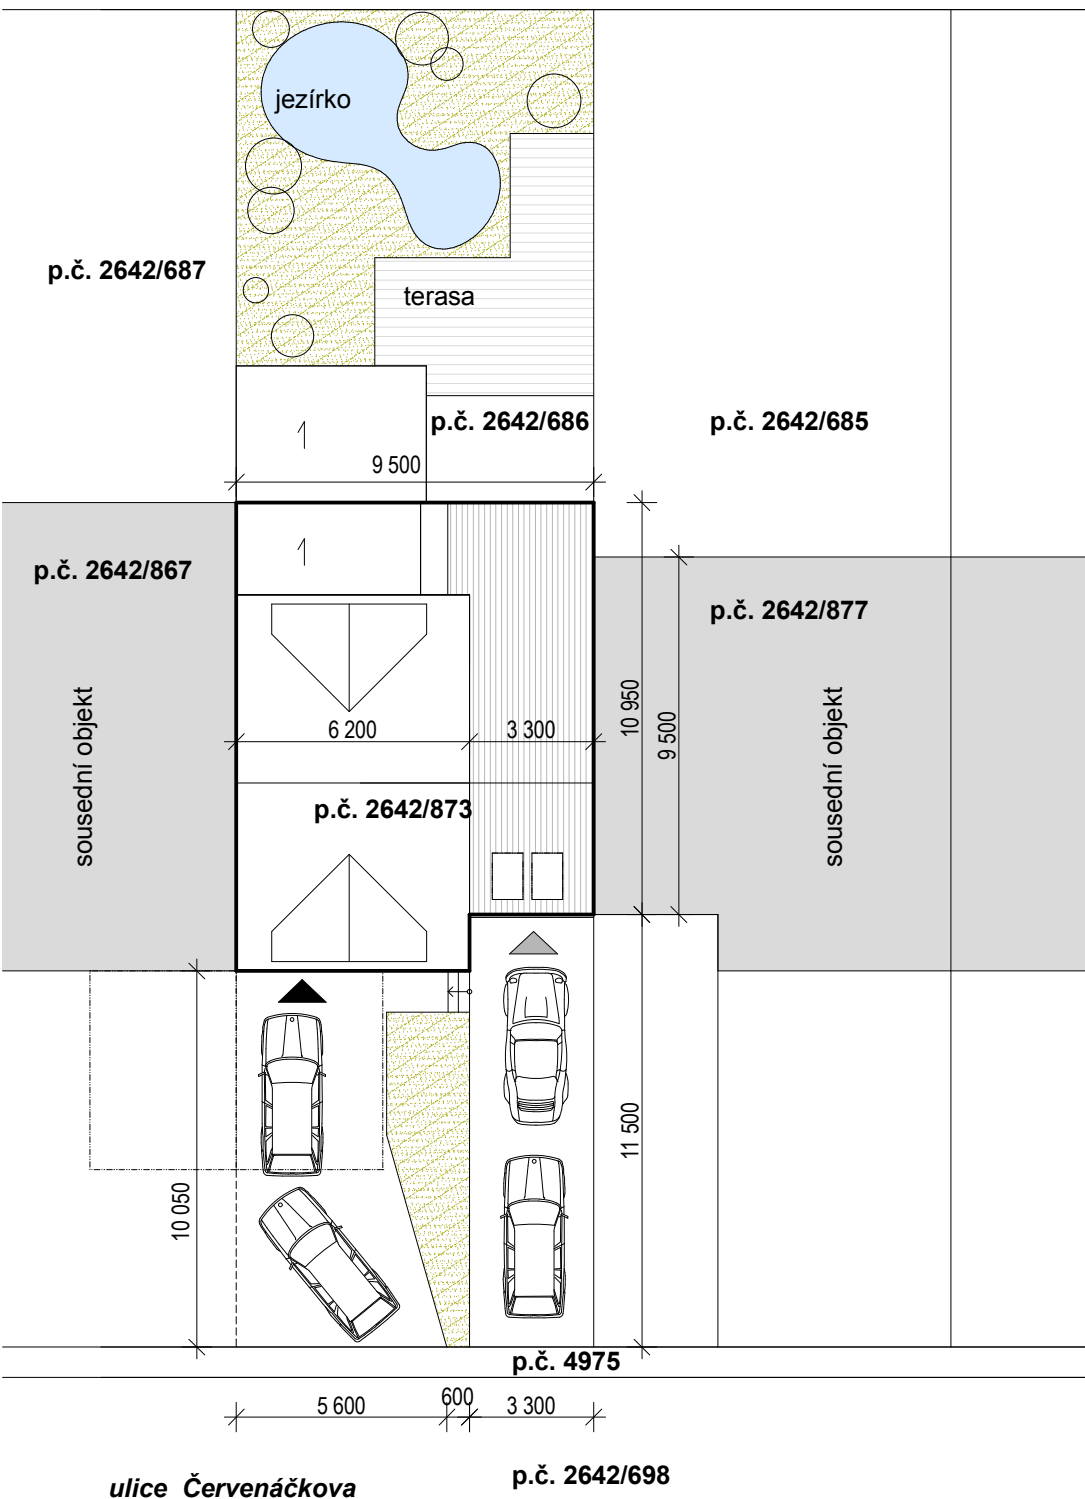 jezírko
p.č. 2642/687
terasa
p.č. 2642/686
p.č. 2642/685
9 500
p.č. 2642/867
p.č. 2642/877
sousední objekt
6 200
3 300
10 950
9 500
sousední objekt
p.č. 2642/873
10 050
11 500
p.č. 4975
5 600
600
3 300
ulice Červenáčkova
p.č. 2642/698